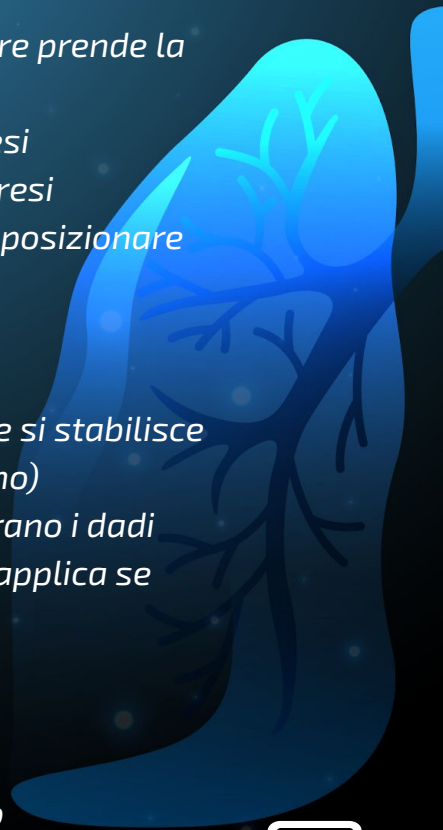 re prende la
esi
resi
posizionare
e si stabilisce
no)
rano i dadi
applica se